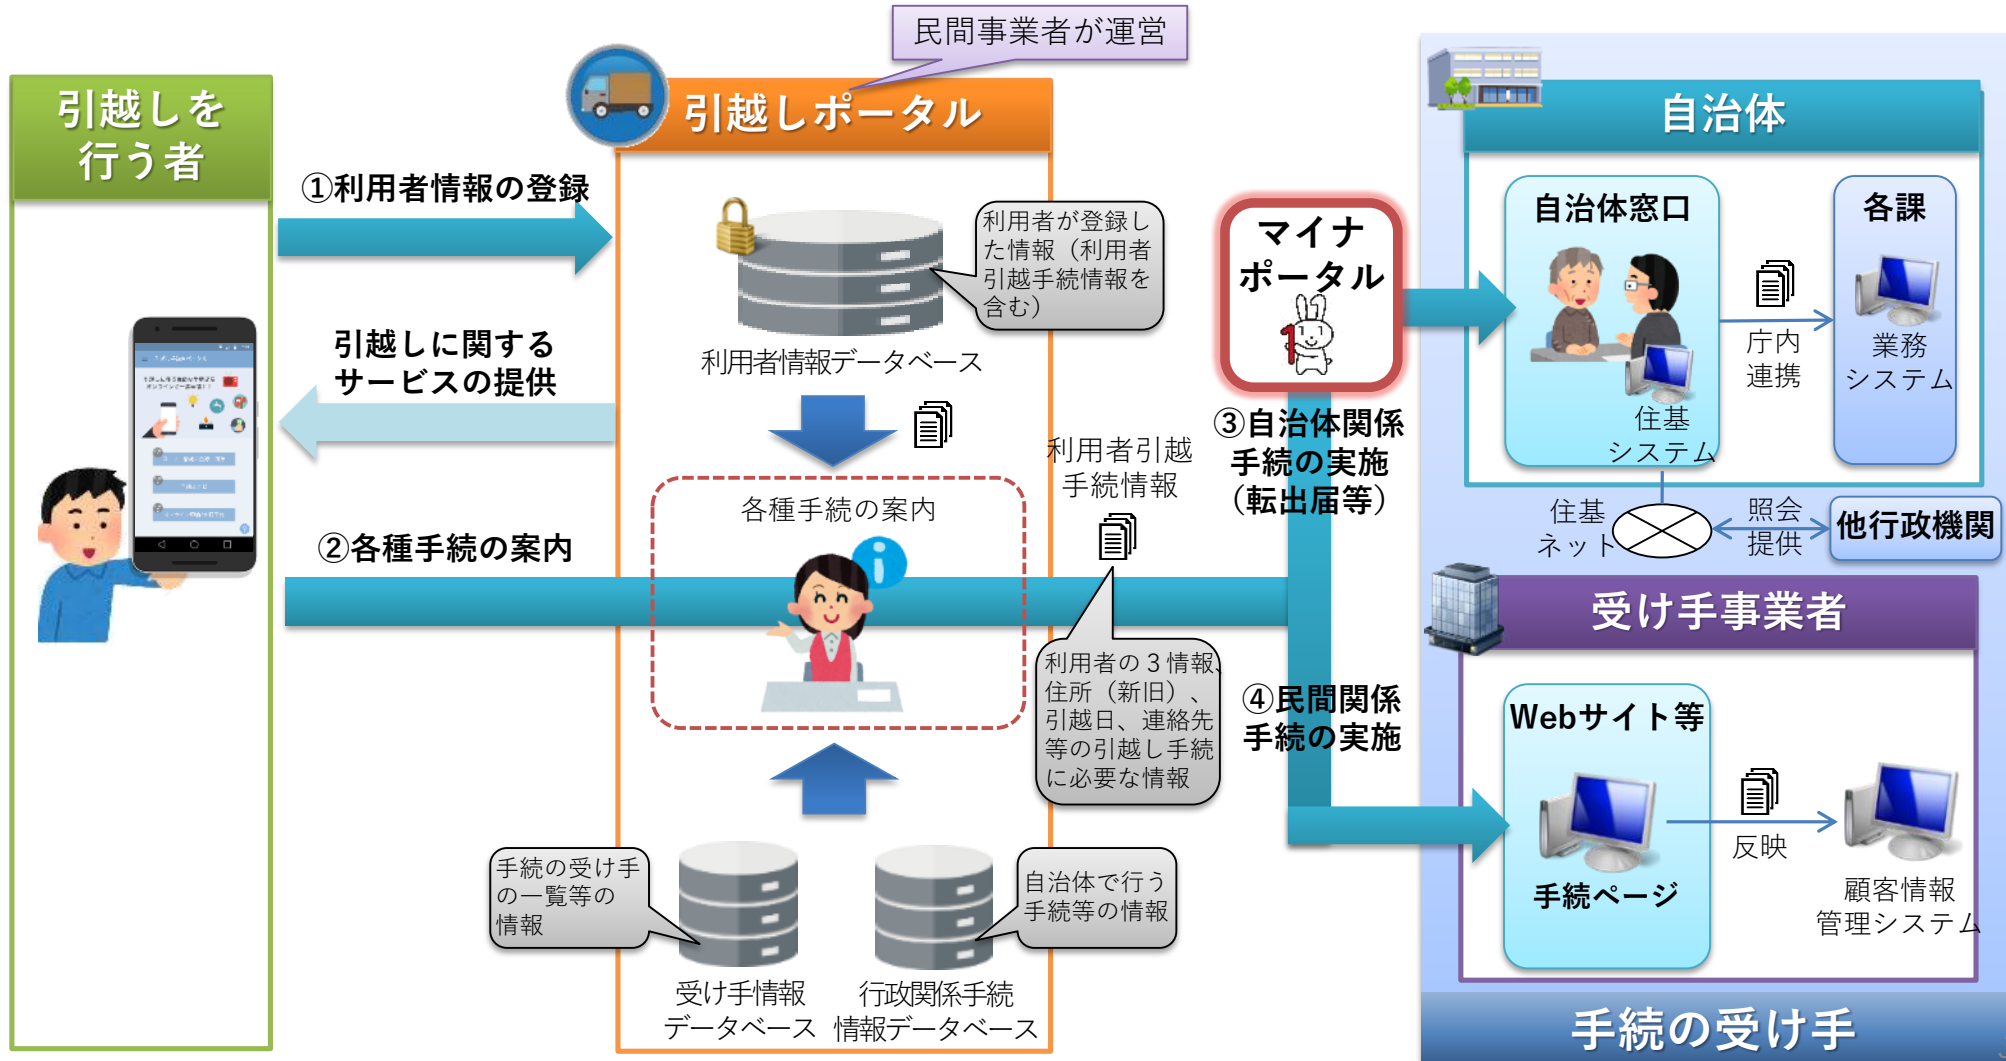 民間事業者が運営
引越しを
行う者
引越しポータル
自治体
①利用者情報の登録
利用者が登録し
た情報（利用者
引越手続情報を
含む）
利用者情報データベース
引越しに関する
サービスの提供
マイナ
ポータル
自治体窓口
各課
住基
システム
庁内
連携
業務
システム
利用者引越
手続情報
③自治体関係
手続の実施
（転出届等）
各種手続の案内
②各種手続の案内
住基
ネット
照会
提供
他行政機関
受け手事業者
利用者の３情報、
住所（新旧）、
引越日、連絡先
等の引越し手続
に必要な情報
④民間関係
手続の実施
Webサイト等
手続ページ
反映
顧客情報
管理システム
手続の受け手
の一覧等の
情報
自治体で行う
手続等の情報
受け手情報
データベース
行政関係手続
情報データベース
手続の受け手